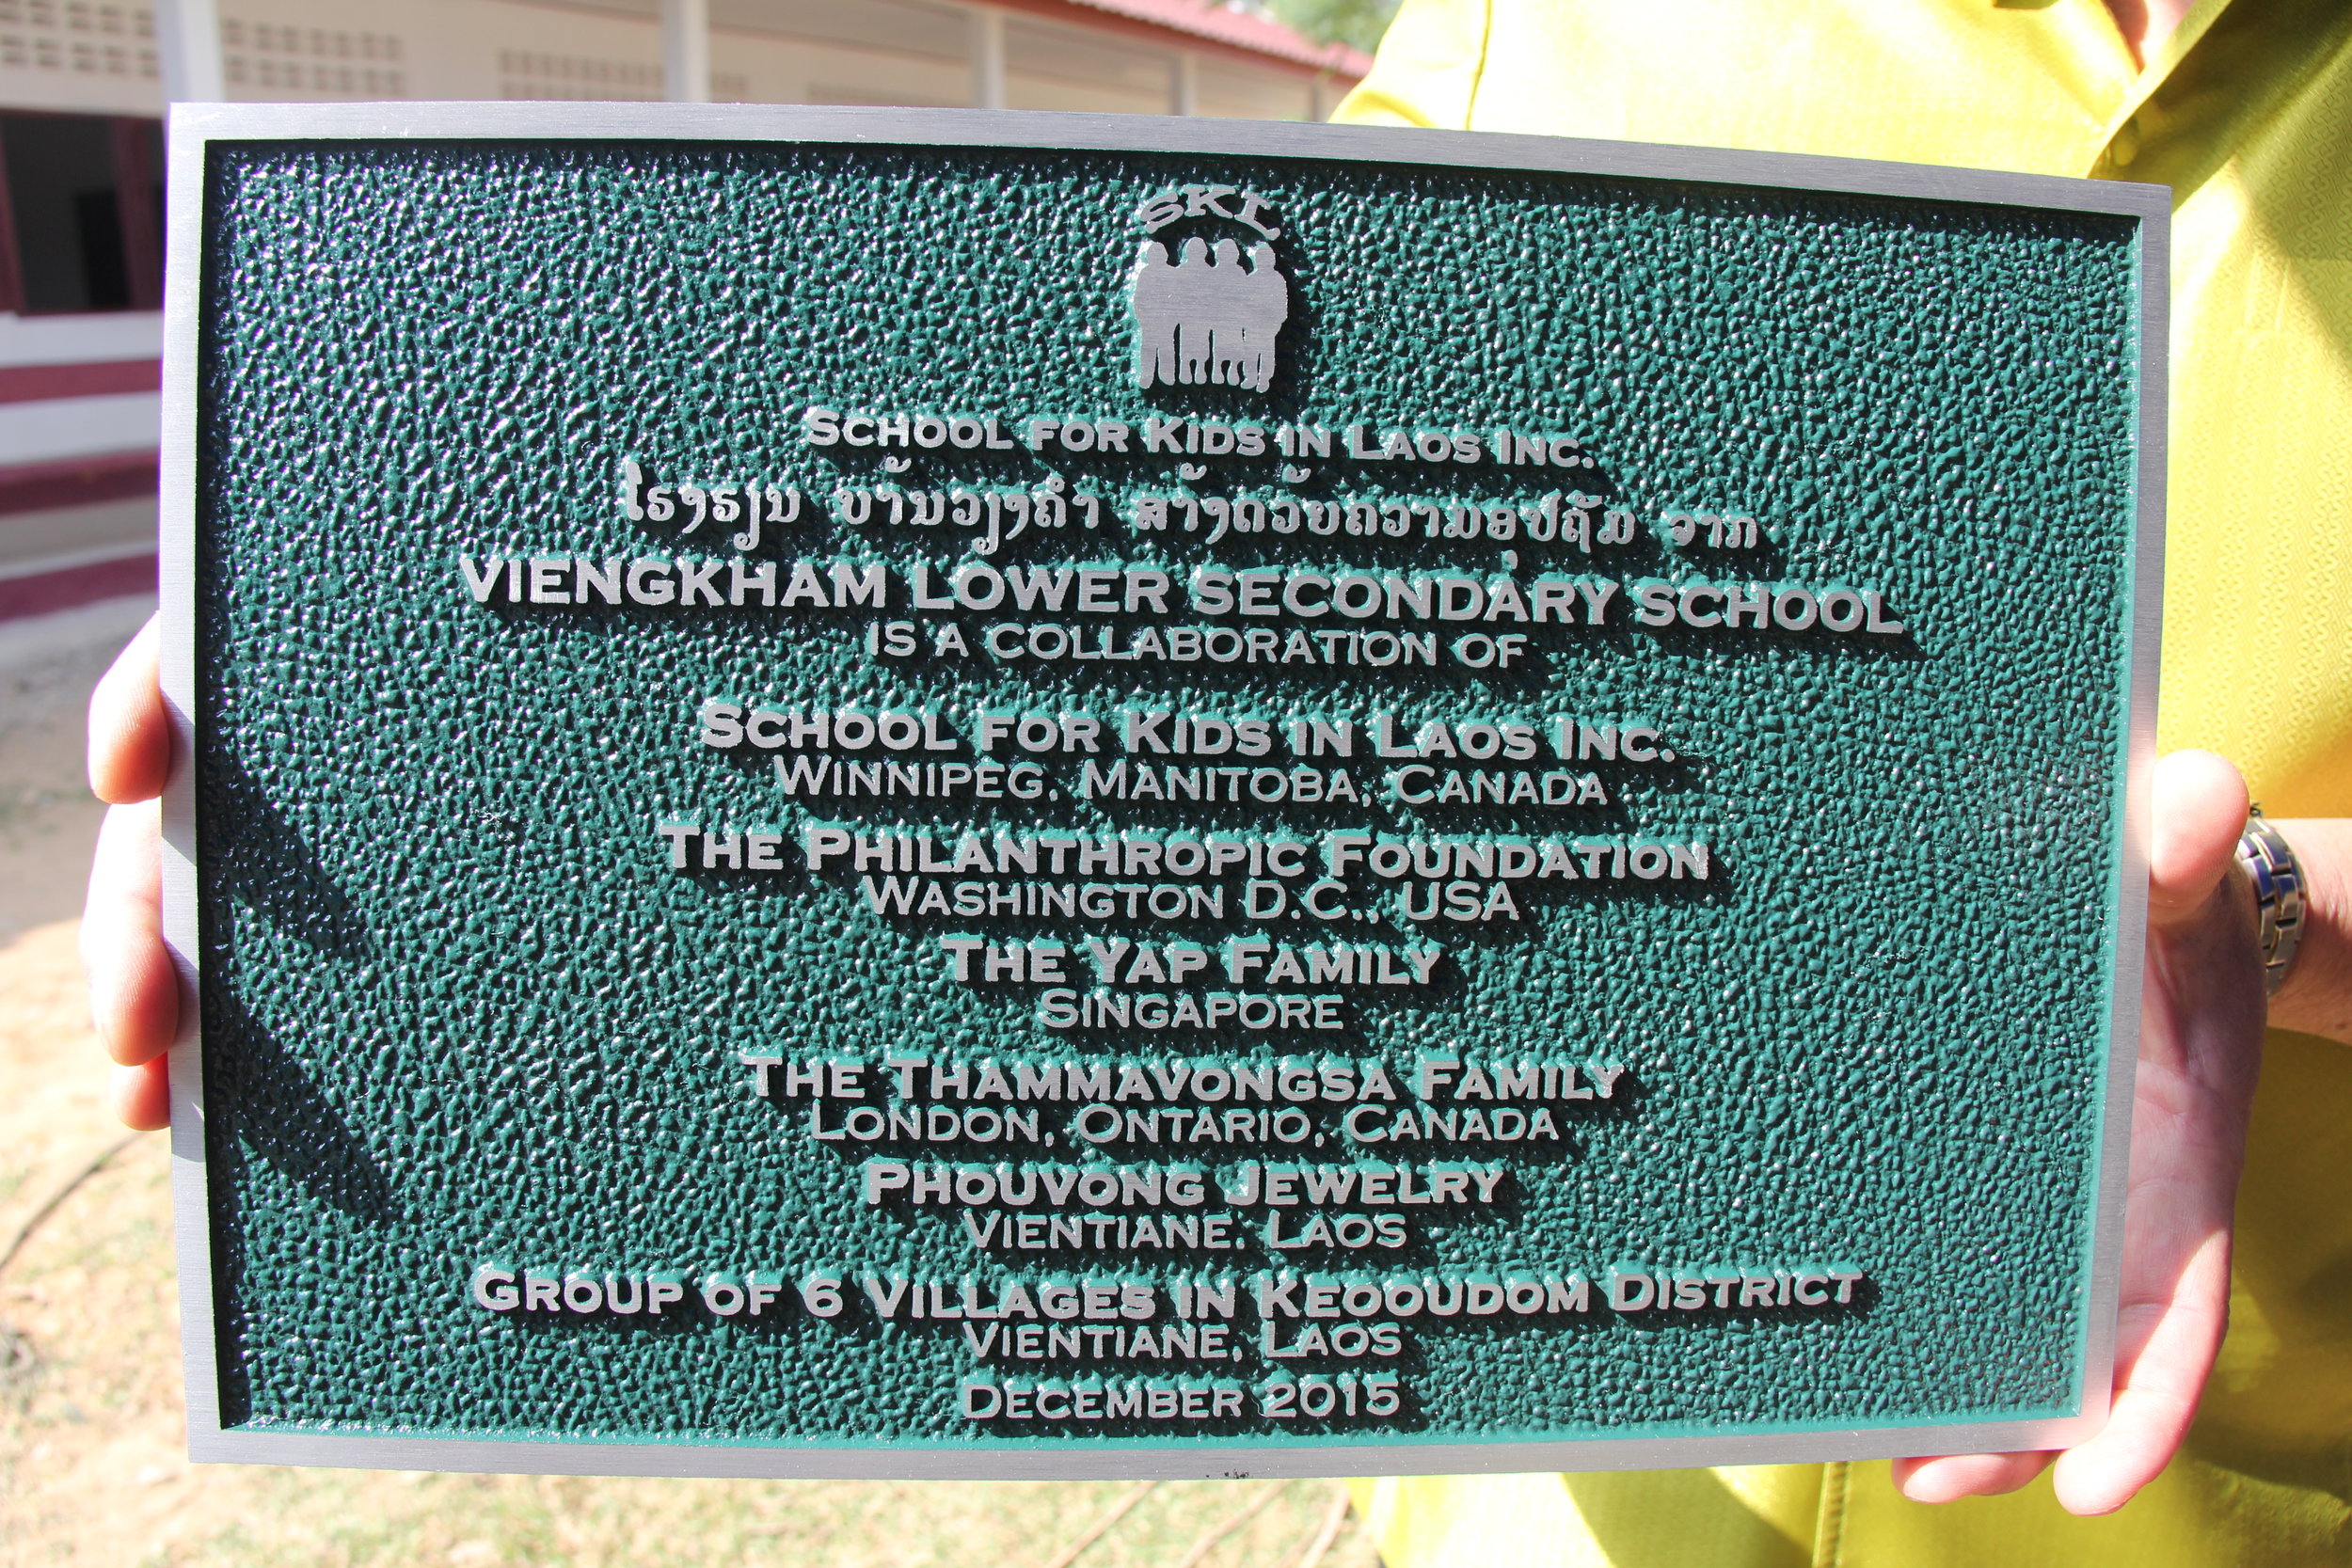 SKL
SCHOOL FOR KIDS IN LAOS INC.
ໂຮງຮຽນ ບ້ານວຽງຄຳ ສ້າງດ້ວຍຄວາມອຸປຖັມ ຈາກ
VIENGKHAM LOWER SECONDARY SCHOOL
IS A COLLABORATION OF
SCHOOL FOR KIDS IN LAOS INC.
WINNIPEG, MANITOBA, CANADA
THE PHILANTHROPIC FOUNDATION
WASHINGTON D.C., USA
THE YAP FAMILY
SINGAPORE
THE THAMMAVONGSA FAMILY
LONDON, ONTARIO, CANADA
PHOUVONG JEWELRY
VIENTIANE, LAOS
GROUP OF 6 VILLAGES IN KEOOUDOM DISTRICT
VIENTIANE, LAOS
DECEMBER 2015